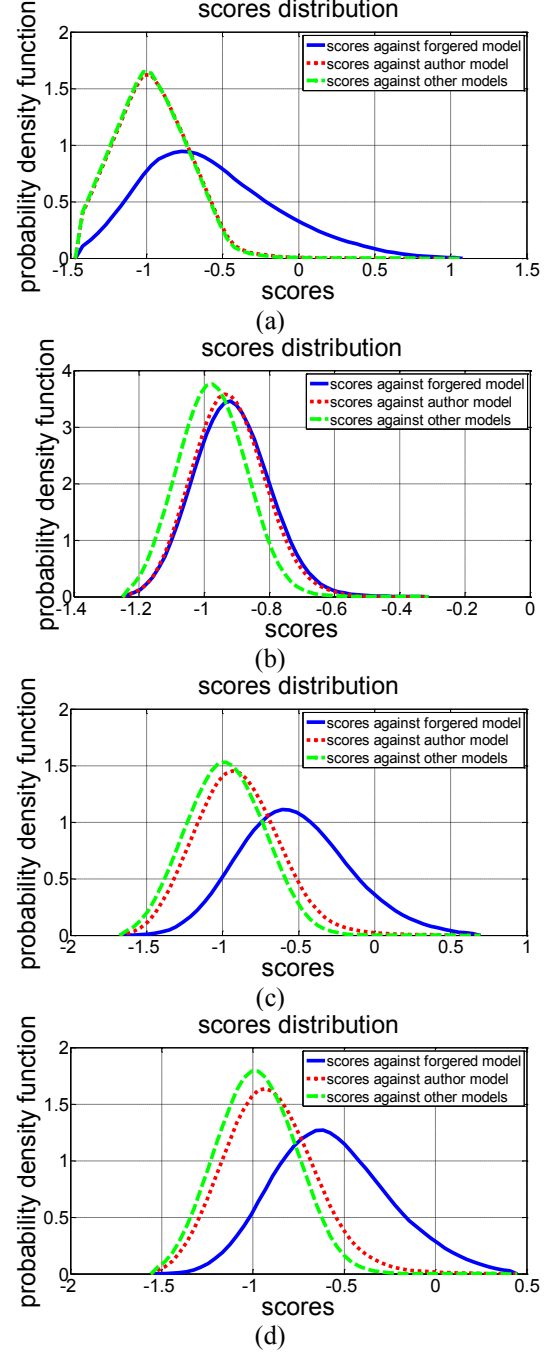 scores distribution
probability density function
2
1.5
1
0.5
0
-1.5 -1 -0.5 0 0.5 1 1.5
scores against forgered model
scores against author model
scores against other models
scores
(a)
scores distribution
probability density function
4
3
2
1
0
-1.4 -1.2 -1 -0.8 -0.6 -0.4 -0.2 0
scores against forgered model
scores against author model
scores against other models
scores
(b)
scores distribution
probability density function
2
1.5
1
0.5
0
-2 -1.5 -1 -0.5 0 0.5 1
scores against forgered model
scores against author model
scores against other models
scores
(c)
scores distribution
probability density function
2
1.5
1
0.5
0
-2 -1.5 -1 -0.5 0 0.5
scores against forgered model
scores against author model
scores against other models
scores
(d)